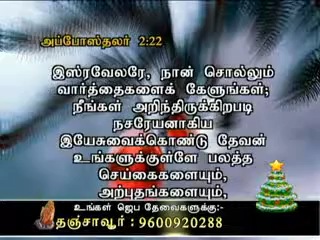 அப்போஸ்தலர் 2:22
இஸ்ரவேலரே, நான் சொல்லும்
வார்த்தைகளைக் கேளுங்கள்;
நீங்கள் அறிந்திருக்கிறபடி
நசரேயனாகிய
இயேசுவைக்கொண்டு தேவன்
உங்களுக்குள்ளே பலத்த
செய்கைகளையும்,
அற்புதங்களையும்,
உங்கள் ஜெப தேவைகளுக்கு:-
தஞ்சாவூர் : 9600920288